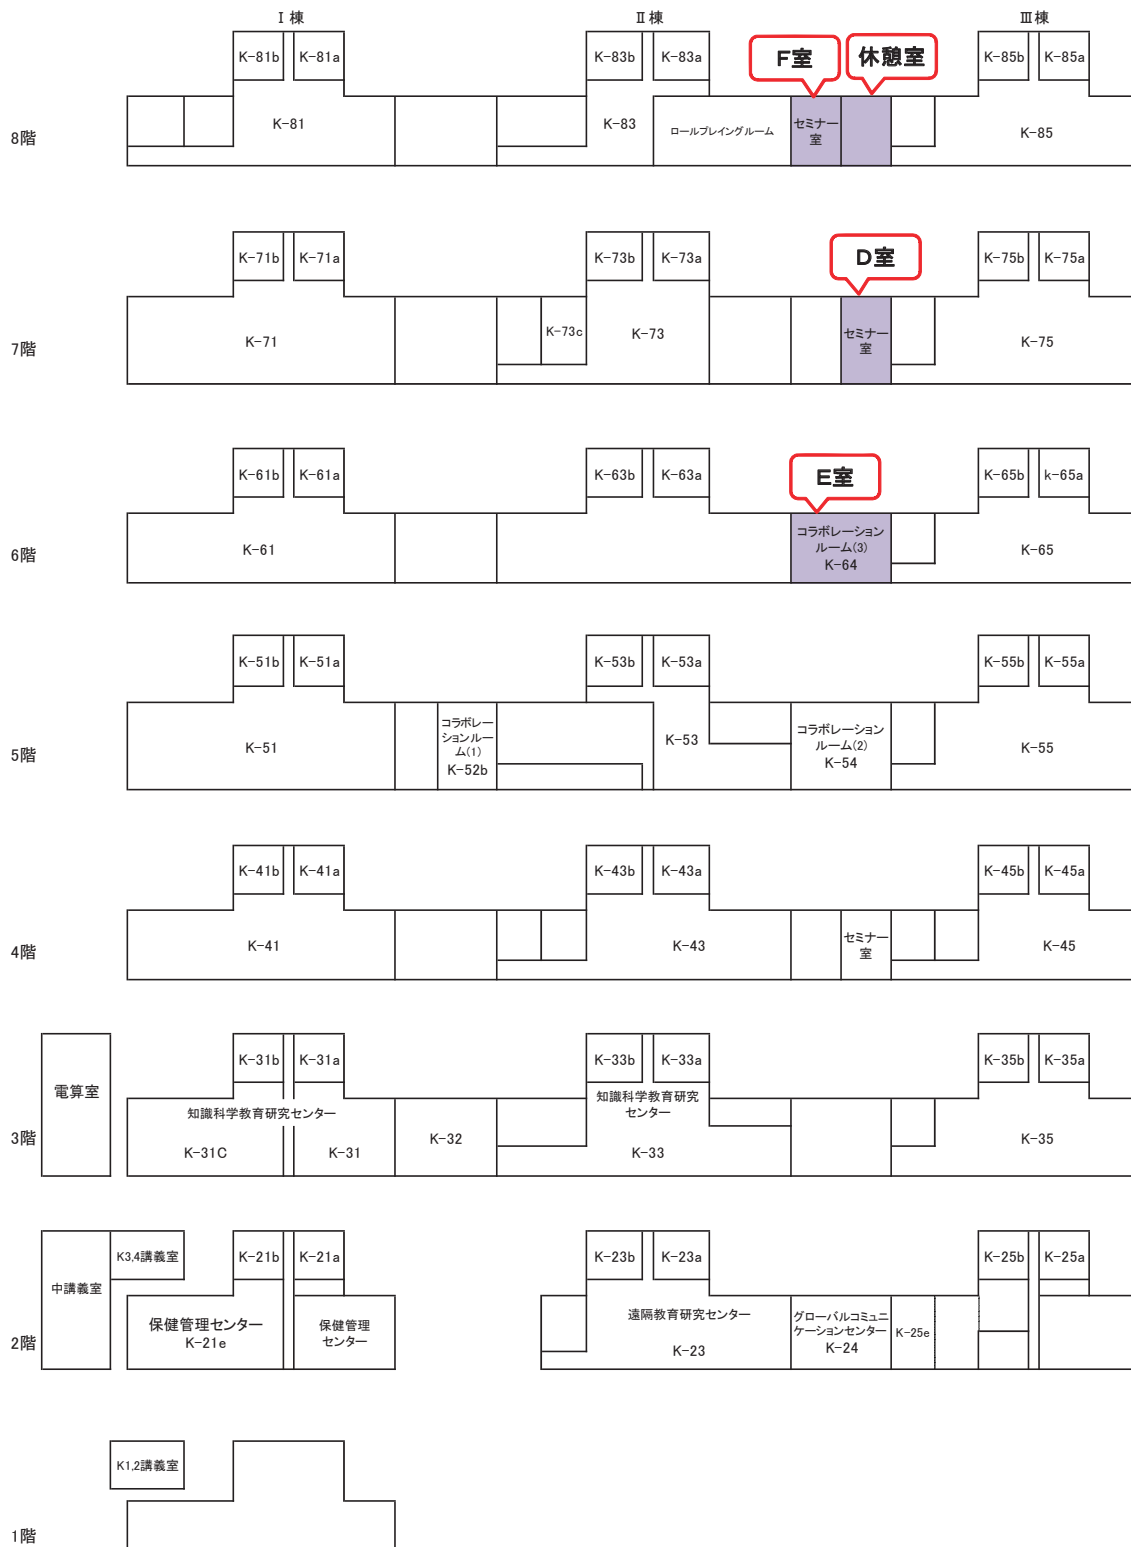 I 棟
II 棟
III棟
F室
休憩室
K-81b
K-81a
K-83b
K-83a
K-85b
K-85a
8階
K-81
K-83
ロールプレイングルーム
セミナー
室
K-85
D室
K-71b
K-71a
K-73b
K-73a
K-75b
K-75a
7階
K-71
K-73c
K-73
セミナー
室
K-75
E室
K-61b
K-61a
K-63b
K-63a
K-65b
k-65a
6階
K-61
コラボレーション
ルーム(3)
K-64
K-65
K-51b
K-51a
K-53b
K-53a
K-55b
K-55a
5階
K-51
コラボレー
ションルー
ム(1)
K-52b
K-53
コラボレーション
ルーム(2)
K-54
K-55
K-41b
K-41a
K-43b
K-43a
K-45b
K-45a
4階
K-41
K-43
セミナー
室
K-45
電算室
K-31b
K-31a
K-33b
K-33a
K-35b
K-35a
3階
知識科学教育研究センター
K-31C
K-31
K-32
知識科学教育研究
センター
K-33
K-35
中講義室
K3,4講義室
K-21b
K-21a
K-23b
K-23a
K-25b
K-25a
2階
保健管理センター
K-21e
保健管理
センター
遠隔教育研究センター
K-23
グローバルコミュニ
ケーションセンター
K-24
K-25e
K1,2講義室
1階